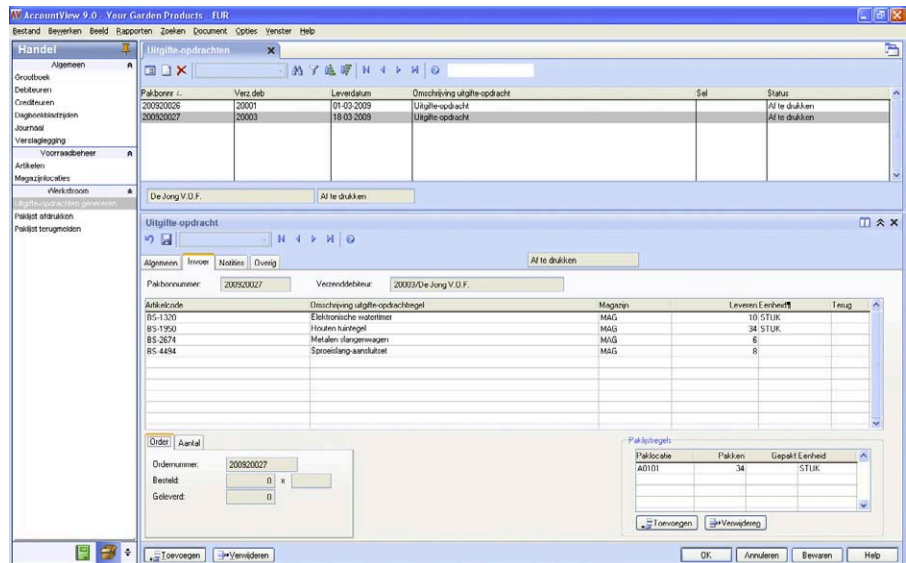 AccountView 9.0 - Your Garden Products - EUR
Bestand Bewerken Beeld Rapporten Zoeken Document Opties Venster Help
Handel
Algemeen
Grootboek
Debiteuren
Crediteuren
Dagboekbladzijden
Journaal
Verslaglegging
Voorraadbeheer
Artikelen
Magazijnlocaties
Werkstroom
Uitgifte-opdrachten genereren
Paklijst afdrukken
Paklijst terugmelden
Uitgifte-opdrachten
Pakbonnr Verz.deb Leverdatum Omschrijving uitgifte-opdracht Sel Status
200920026 20001 01-03-2009 Uitgifte-opdracht Af te drukken
200920027 20003 18-03-2009 Uitgifte-opdracht Af te drukken
De Jong V.O.F. Af te drukken
Uitgifte-opdracht
Algemeen Invoer Notities Overig Af te drukken
Pakbonnummer: 200920027 Verzenddebiteur: 20003/De Jong V.O.F.
Artikelcode Omschrijving uitgifte-opdrachtregel Magazijn Leveren Eenheid¶ Terug
BS-1320 Elektronische watertimer MAG 10 STUK
BS-1950 Houten tuintegel MAG 34 STUK
BS-2674 Metalen slangenwagen MAG 6
BS-4494 Sproeislang-aansluitset MAG 8
Order Aantal
Ordernummer: 200920027
Besteld: 0 x
Geleverd: 0
Paklijstregels
Paklocatie Pakken Gepakt Eenheid
A0101 34 STUK
Toevoegen Verwijderen
Toevoegen Verwijderen OK Annuleren Bewaren Help